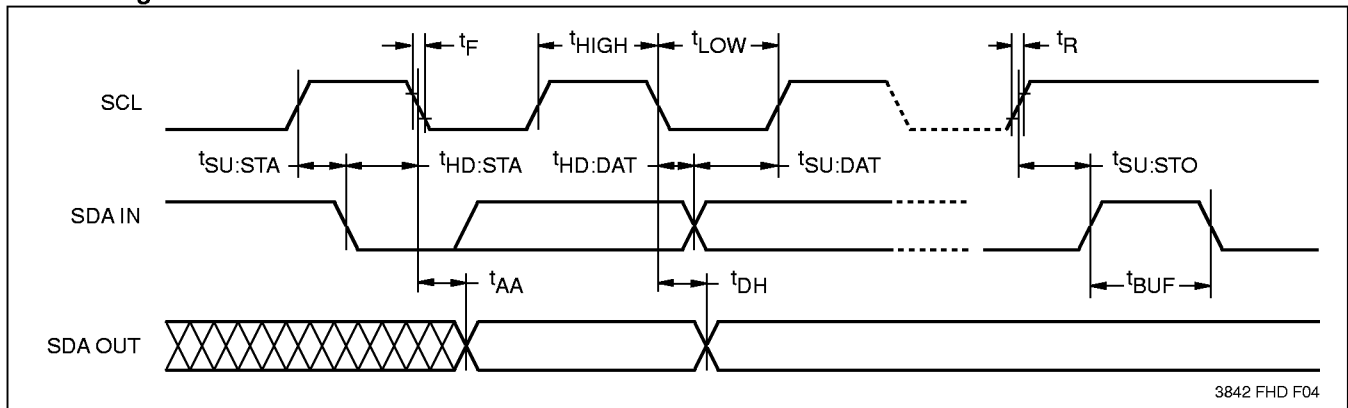 tF
tHIGH
tLOW
tR
SCL
tSU:STA
tHD:STA
tHD:DAT
tSU:DAT
tSU:STO
SDA IN
tAA
tDH
tBUF
SDA OUT
3842 FHD F04